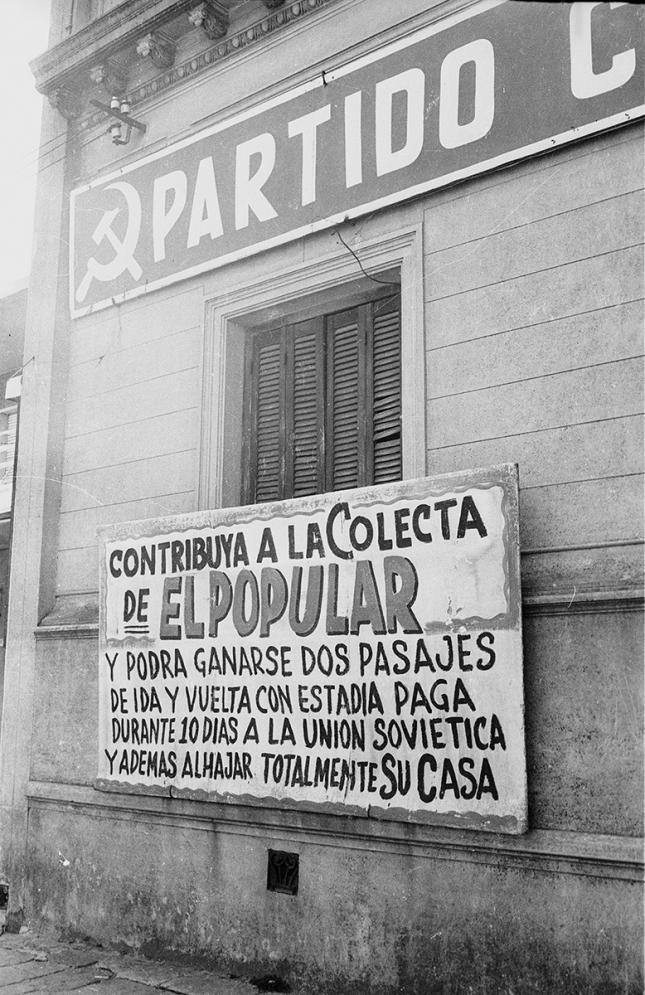 PARTIDO C
CONTRIBUYA A LA COLECTA
DE EL POPULAR
Y PODRA GANARSE DOS PASAJES
DE IDA Y VUELTA CON ESTADIA PAGA
DURANTE 10 DIAS A LA UNION SOVIETICA
Y ADEMAS ALHAJAR TOTALMENTE SU CASA